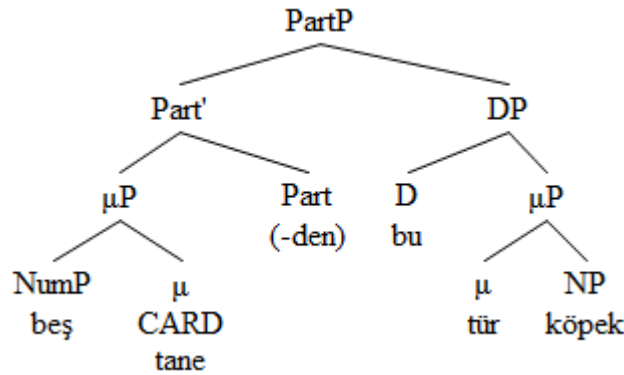 PartP
Part' DP
µP Part D µP
(-den) bu
NumP µ µ NP
beş CARD tür köpek
tane